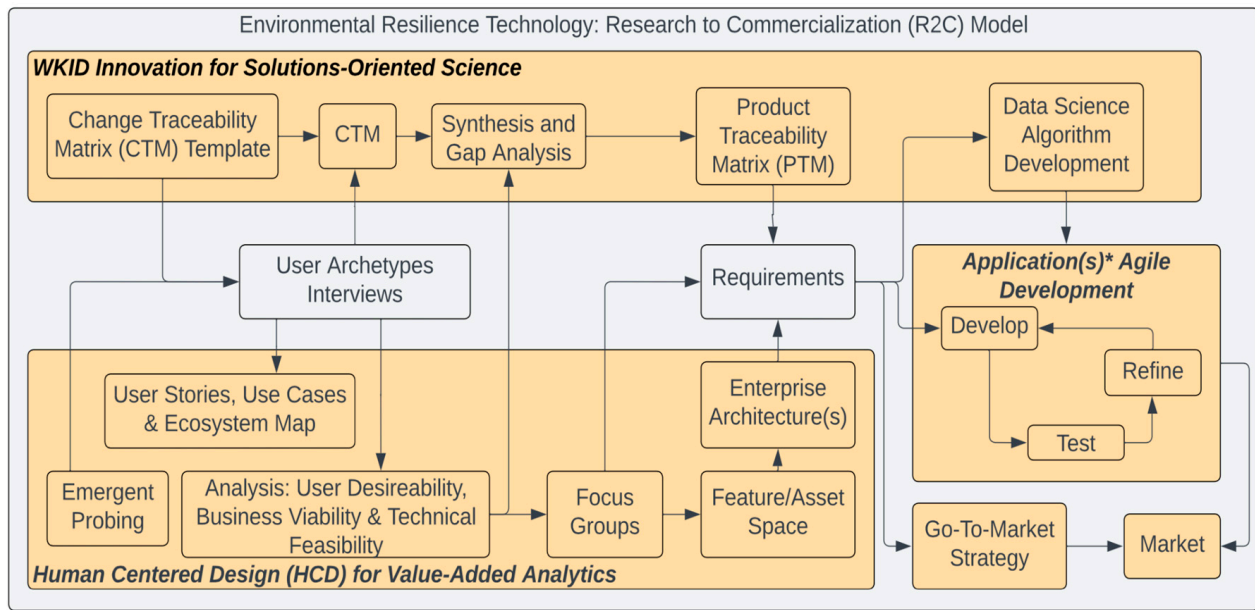 Environmental Resilience Technology: Research to Commercialization (R2C) Model
WKID Innovation for Solutions-Oriented Science
Change Traceability
Matrix (CTM) Template
CTM
Synthesis and
Gap Analysis
Product
Traceability
Matrix (PTM)
Data Science
Algorithm
Development
User Archetypes
Interviews
Requirements
Application(s)* Agile
Development
Develop
Refine
Test
User Stories, Use Cases
& Ecosystem Map
Enterprise
Architecture(s)
Emergent
Probing
Analysis: User Desireability,
Business Viability & Technical
Feasibility
Focus
Groups
Feature/Asset
Space
Go-To-Market
Strategy
Market
Human Centered Design (HCD) for Value-Added Analytics